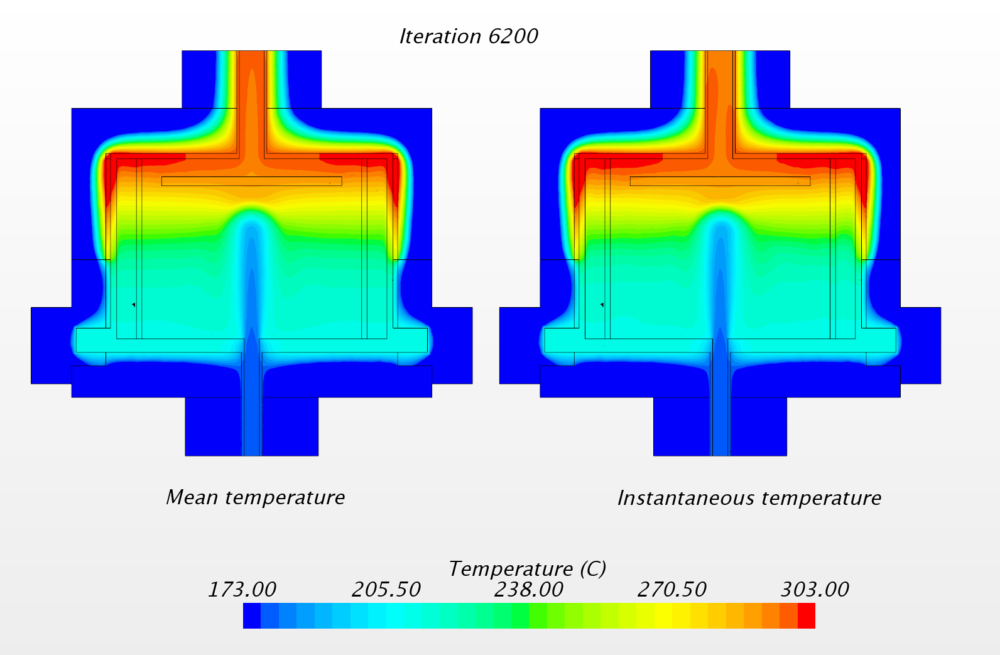 Iteration 6200
Mean temperature
Instantaneous temperature
Temperature (C)
173.00 205.50 238.00 270.50 303.00